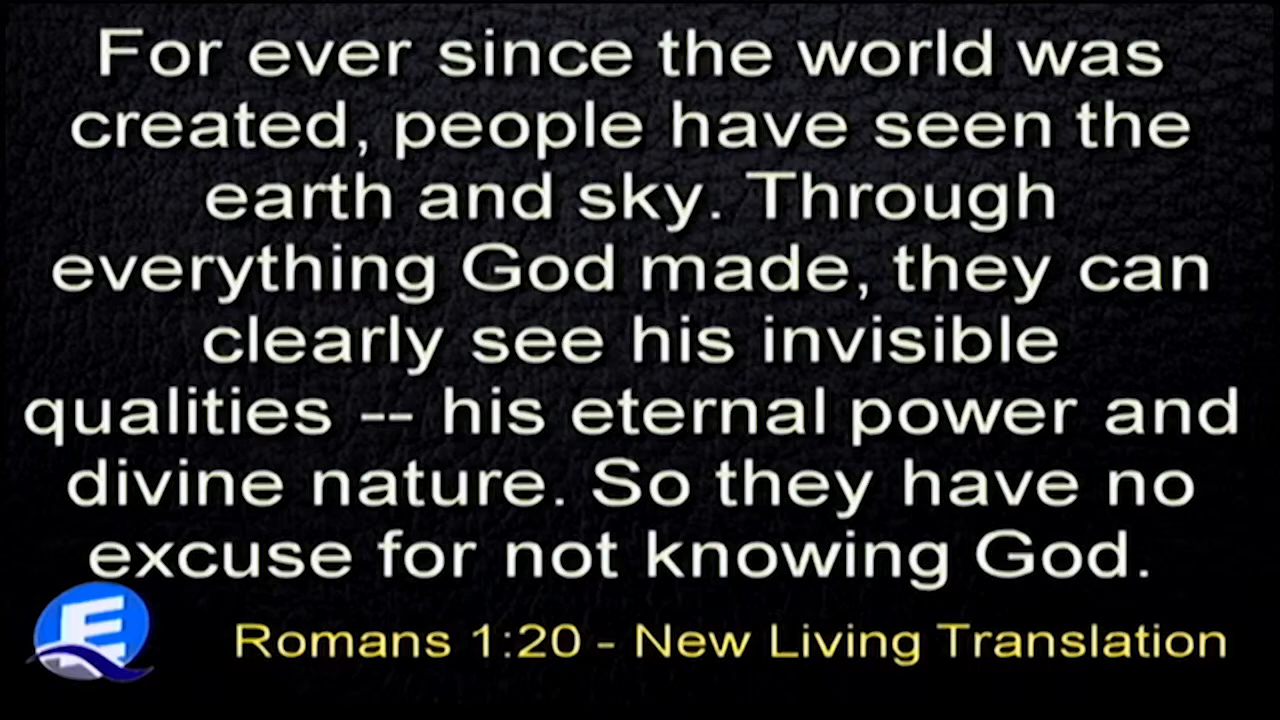 For ever since the world was
created, people have seen the
earth and sky. Through
everything God made, they can
clearly see his invisible
qualities -- his eternal power and
divine nature. So they have no
excuse for not knowing God.
E
Romans 1:20 - New Living Translation